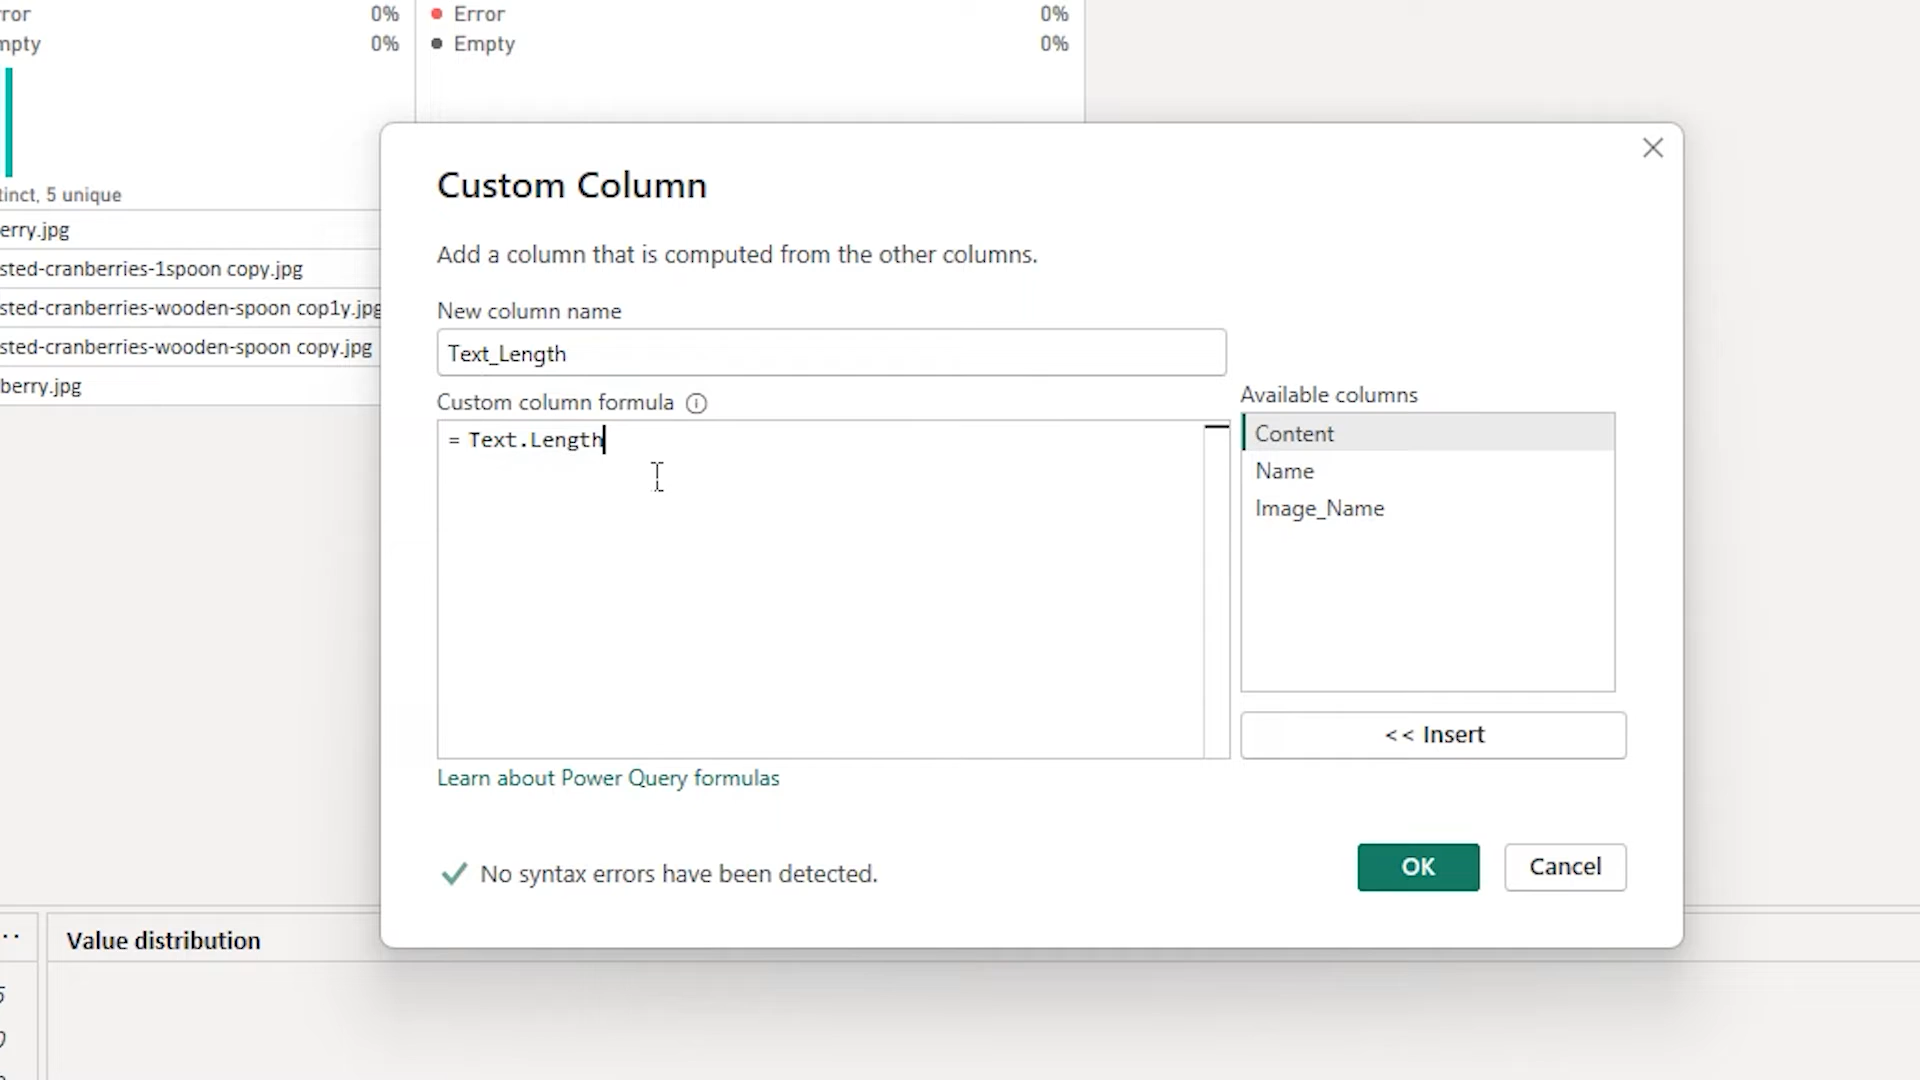 ror 0% Error 0%
mpty 0% Empty 0%
tinct, 5 unique
erry.jpg
sted-cranberries-1spoon copy.jpg
sted-cranberries-wooden-spoon cop1y.jpg
sted-cranberries-wooden-spoon copy.jpg
berry.jpg
Custom Column
Add a column that is computed from the other columns.
New column name
Text_Length
Custom column formula
= Text.Length
Available columns
Content
Name
Image_Name
<< Insert
Learn about Power Query formulas
No syntax errors have been detected.
OK
Cancel
Value distribution